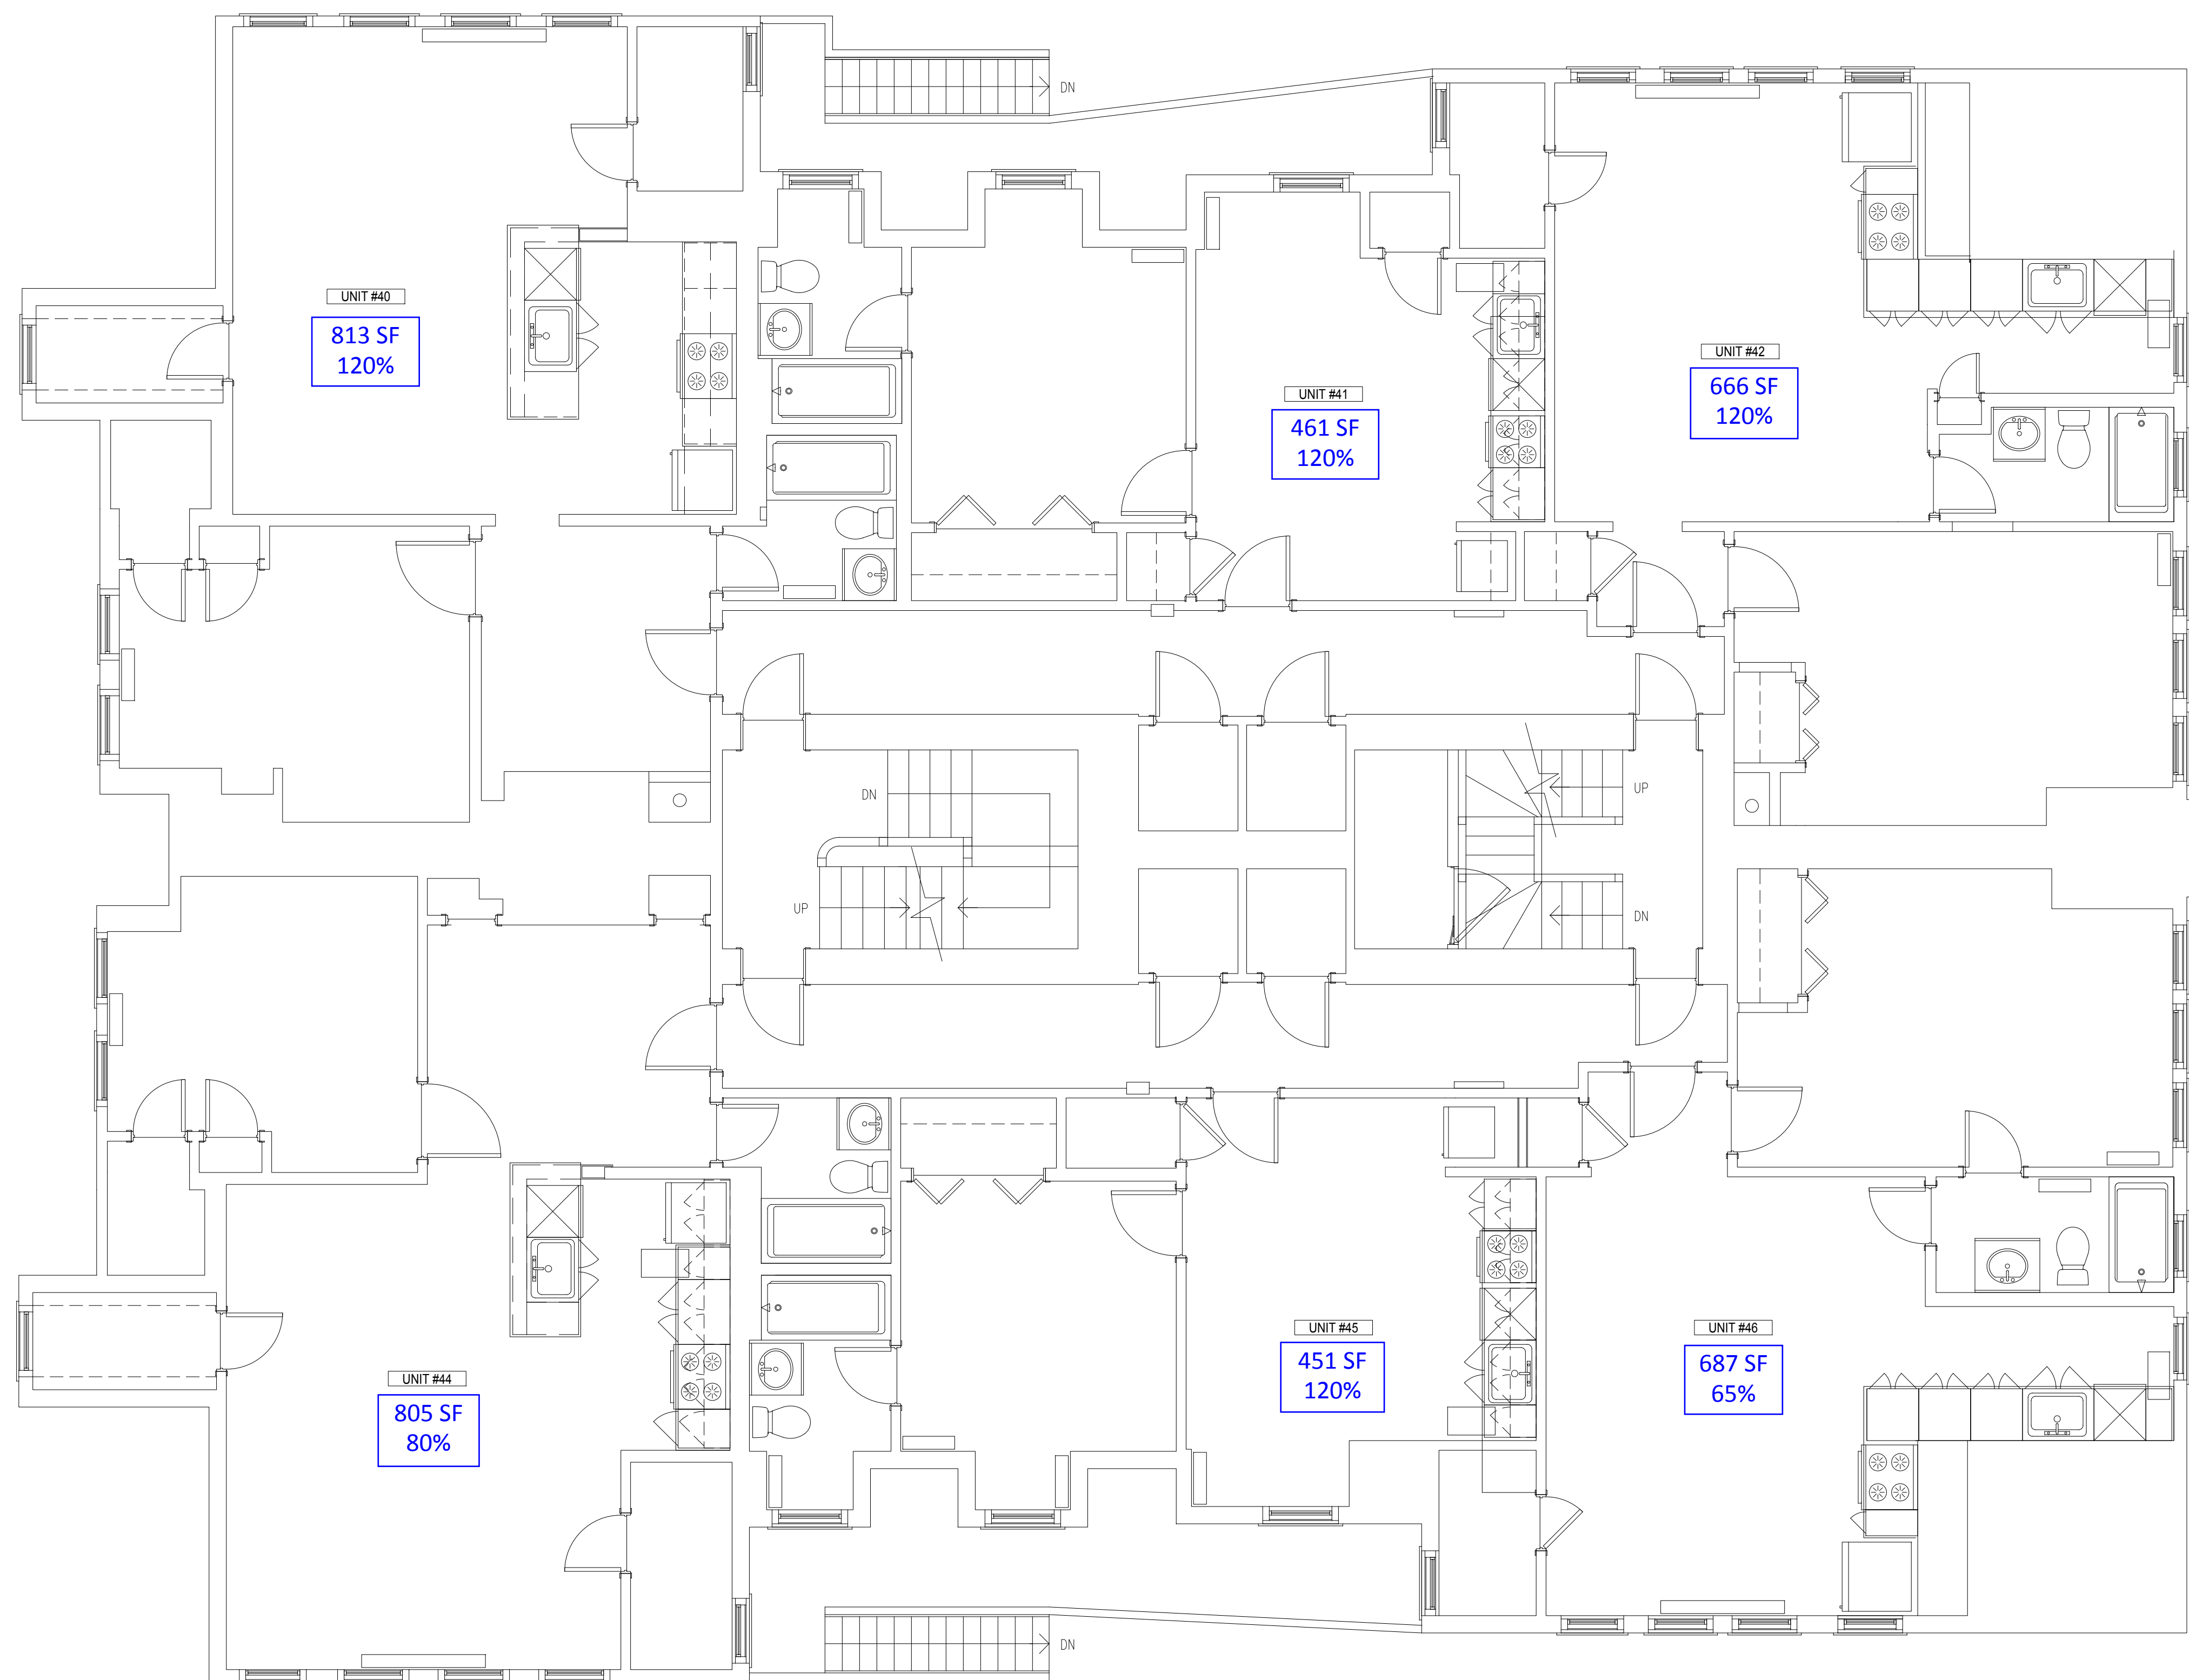 DN
UNIT #40
813 SF
120%
UNIT #41
461 SF
120%
UNIT #42
666 SF
120%
DN
UP
UP
DN
UNIT #44
805 SF
80%
UNIT #45
451 SF
120%
UNIT #46
687 SF
65%
DN